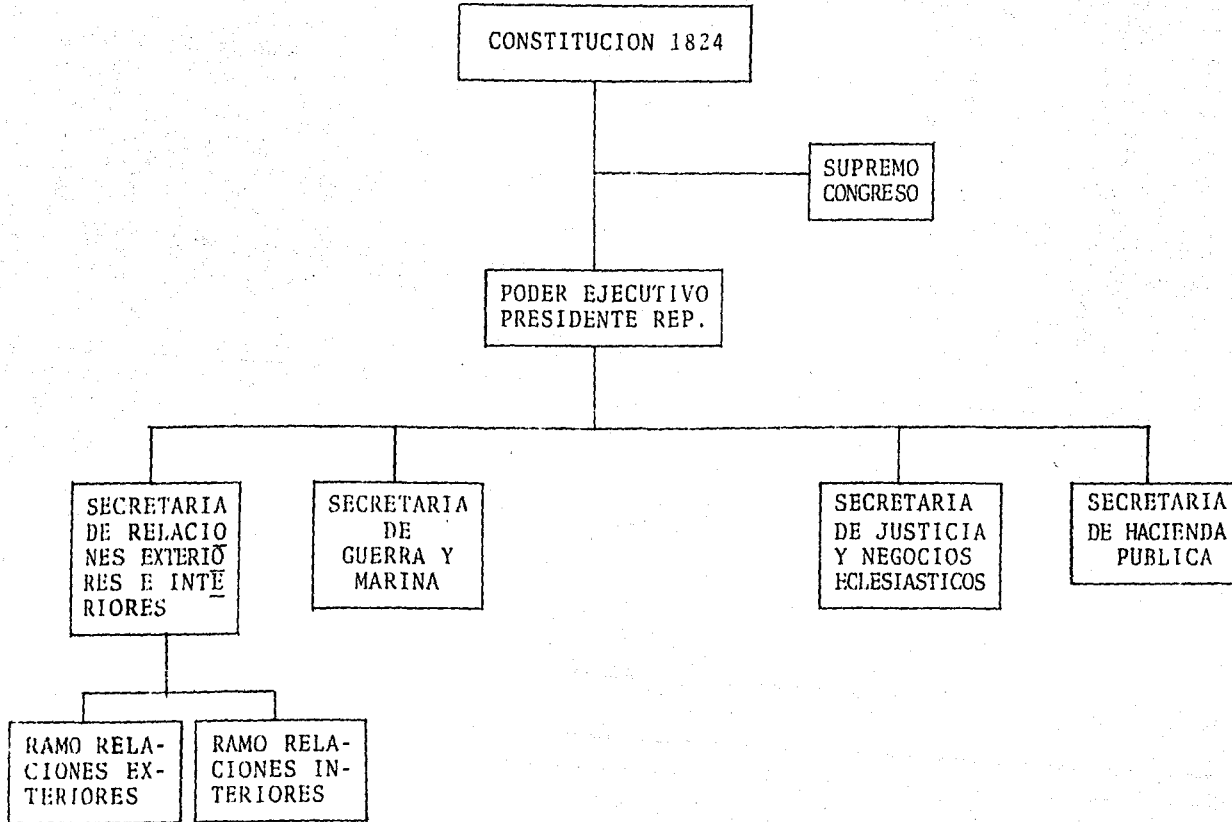 CONSTITUCION 1824
SUPREMO
CONGRESO
PODER EJECUTIVO
PRESIDENTE REP.
SECRETARIA
DE RELACIO
NES EXTERIO
RES E INTE
RIORES
SECRETARIA
DE
GUERRA Y
MARINA
SECRETARIA
DE JUSTICIA
Y NEGOCIOS
ECLESIASTICOS
SECRETARIA
DE HACIENDA
PUBLICA
RAMO RELA-
CIONES EX-
TERIORES
RAMO RELA-
CIONES IN-
TERIORES